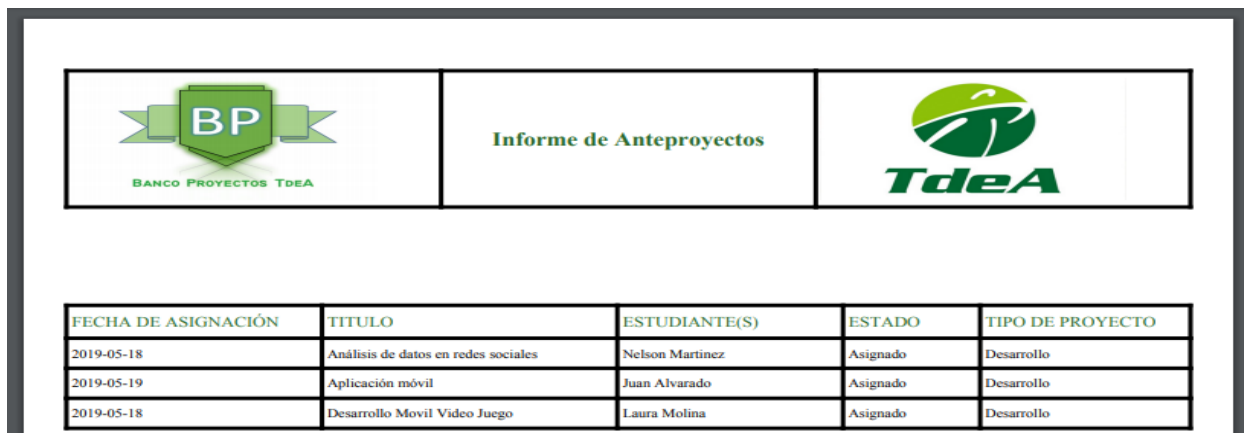 BP
BANCO PROYECTOS TDEA
Informe de Anteproyectos
TdeA
FECHA DE ASIGNACIÓN TITULO ESTUDIANTE(S) ESTADO TIPO DE PROYECTO
2019-05-18 Análisis de datos en redes sociales Nelson Martinez Asignado Desarrollo
2019-05-19 Aplicación móvil Juan Alvarado Asignado Desarrollo
2019-05-18 Desarrollo Movil Video Juego Laura Molina Asignado Desarrollo